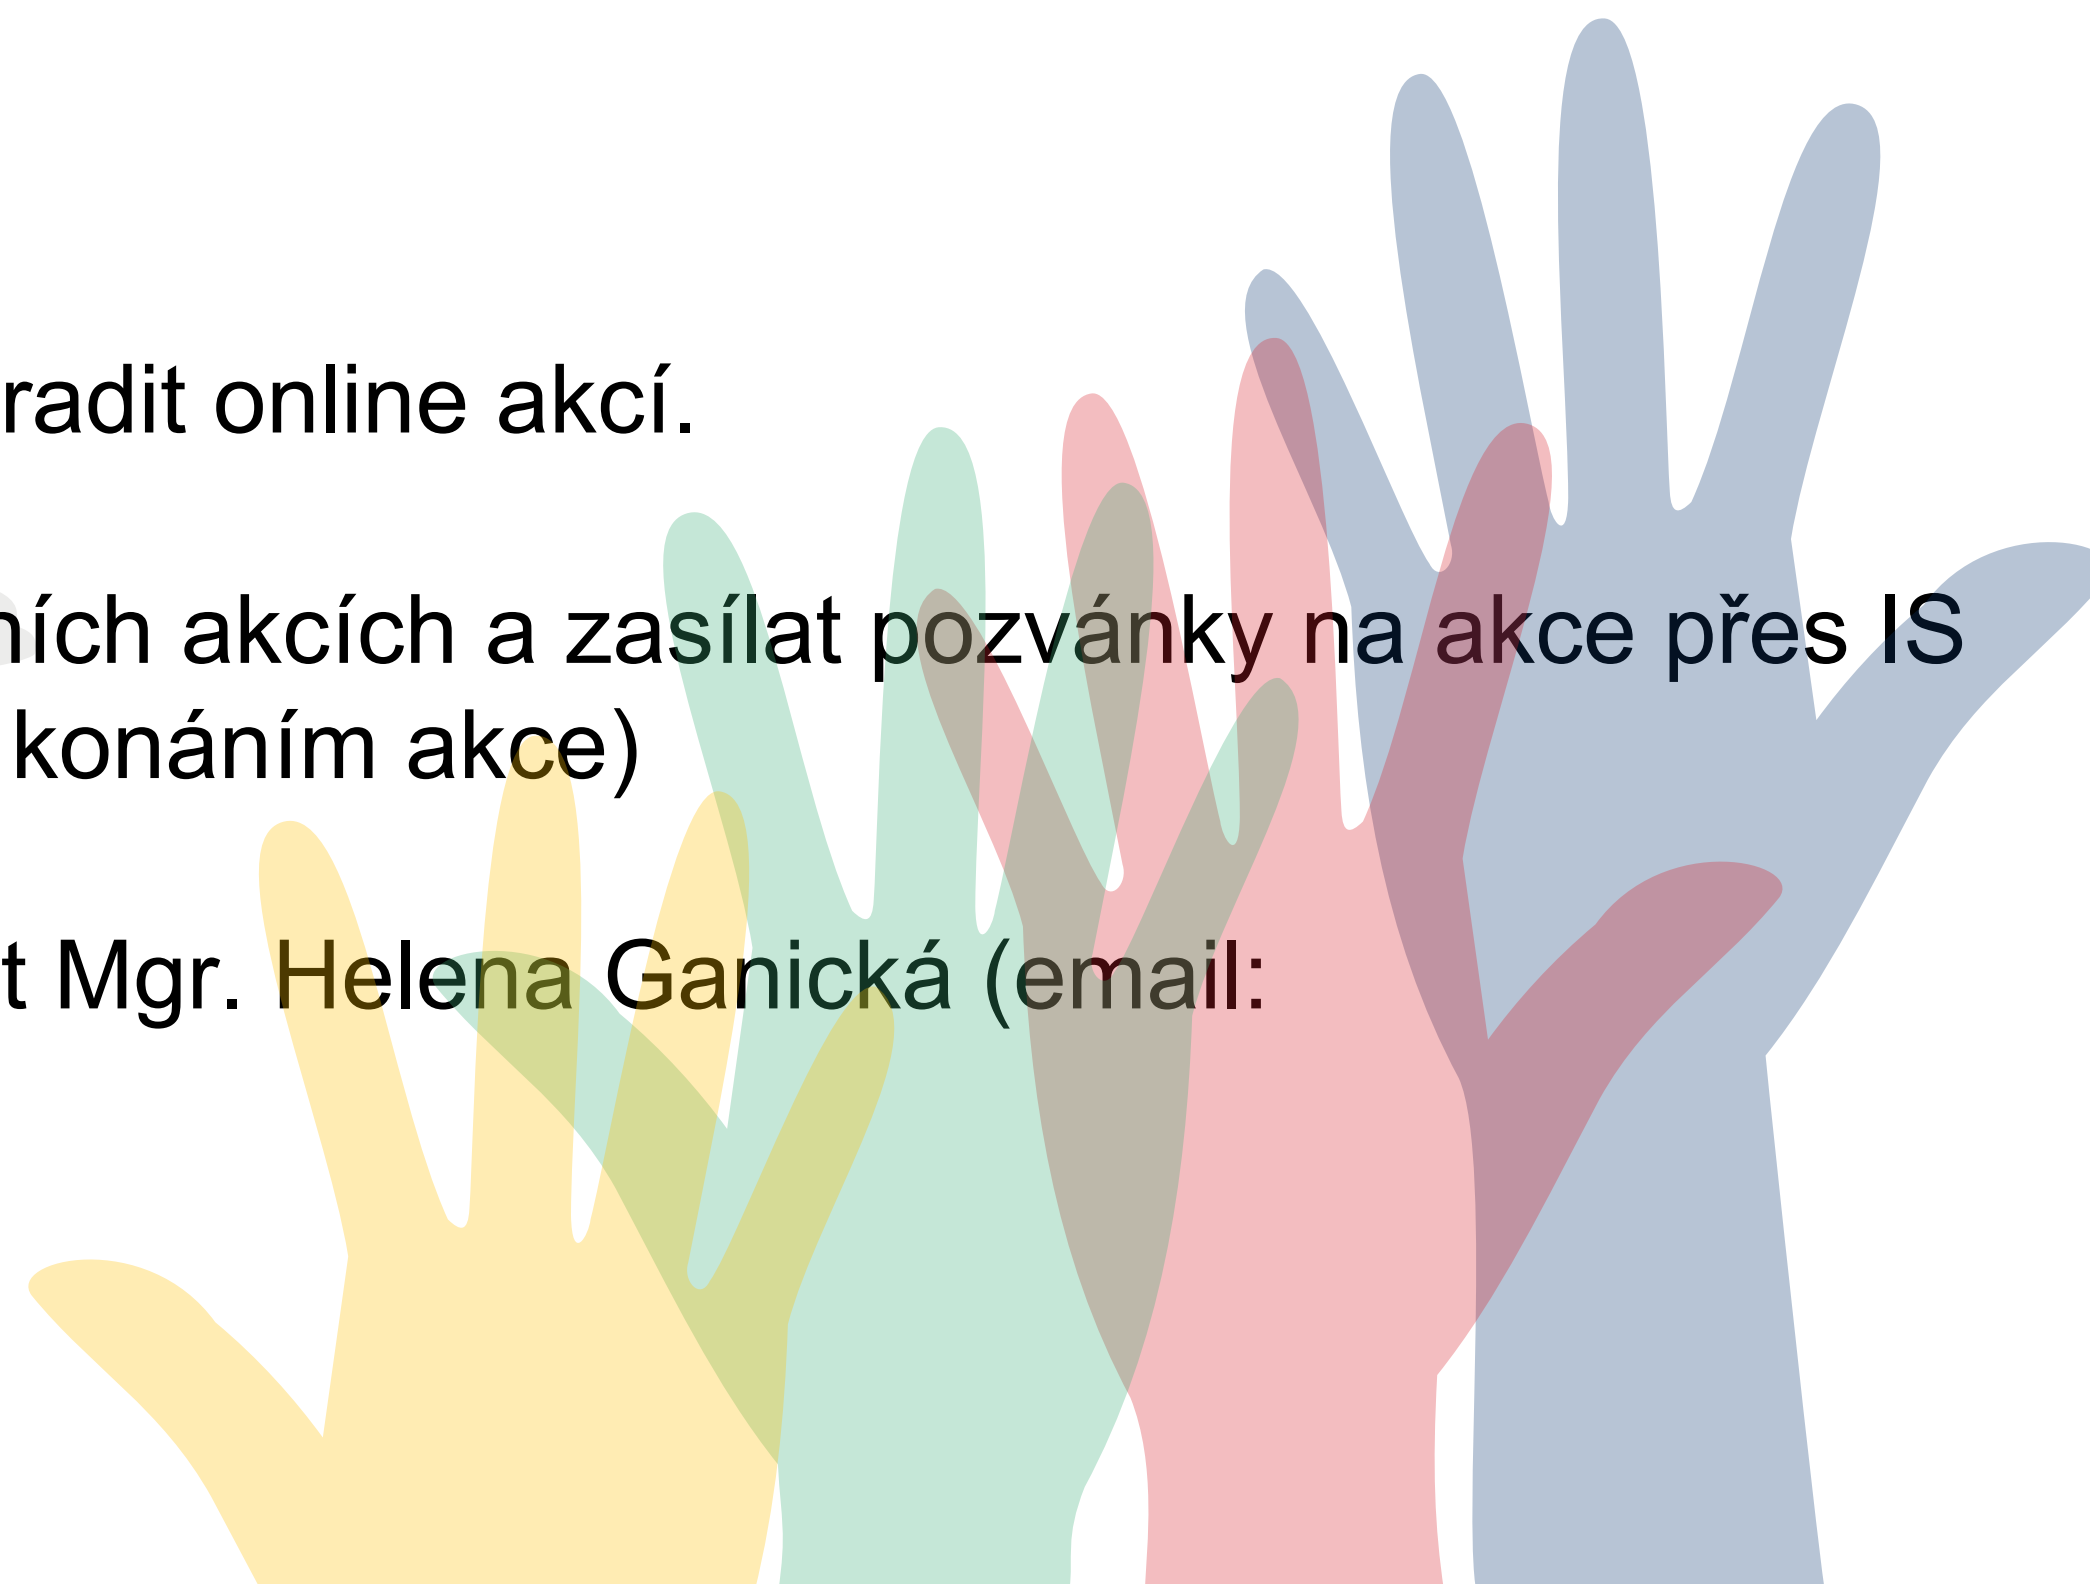 radit online akcí.
ních akcích a zasílat pozvánky na akce přes IS
konáním akce)
t Mgr. Helena Ganická (email: